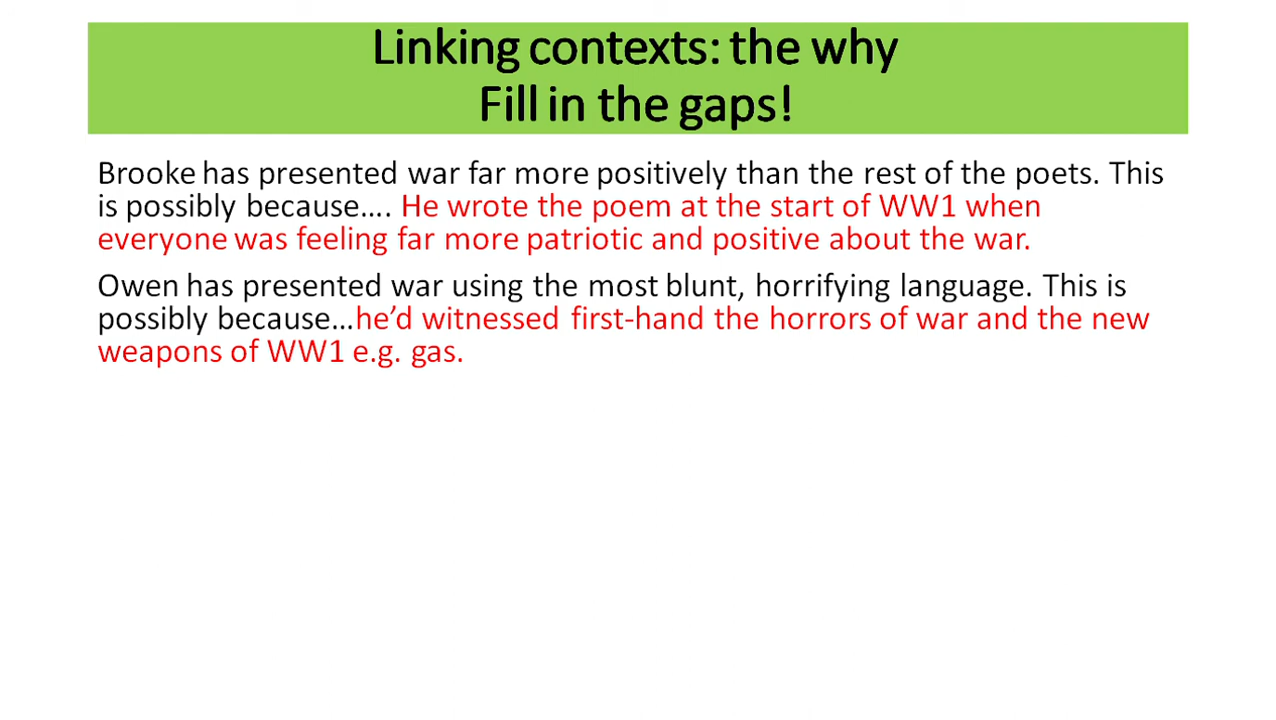 Linking contexts: the why
Fill in the gaps!
Brooke has presented war far more positively than the rest of the poets. This
is possibly because.... He wrote the poem at the start of WW1 when
everyone was feeling far more patriotic and positive about the war.
Owen has presented war using the most blunt, horrifying language. This is
possibly because...he’d witnessed first-hand the horrors of war and the new
weapons of WW1 e.g. gas.